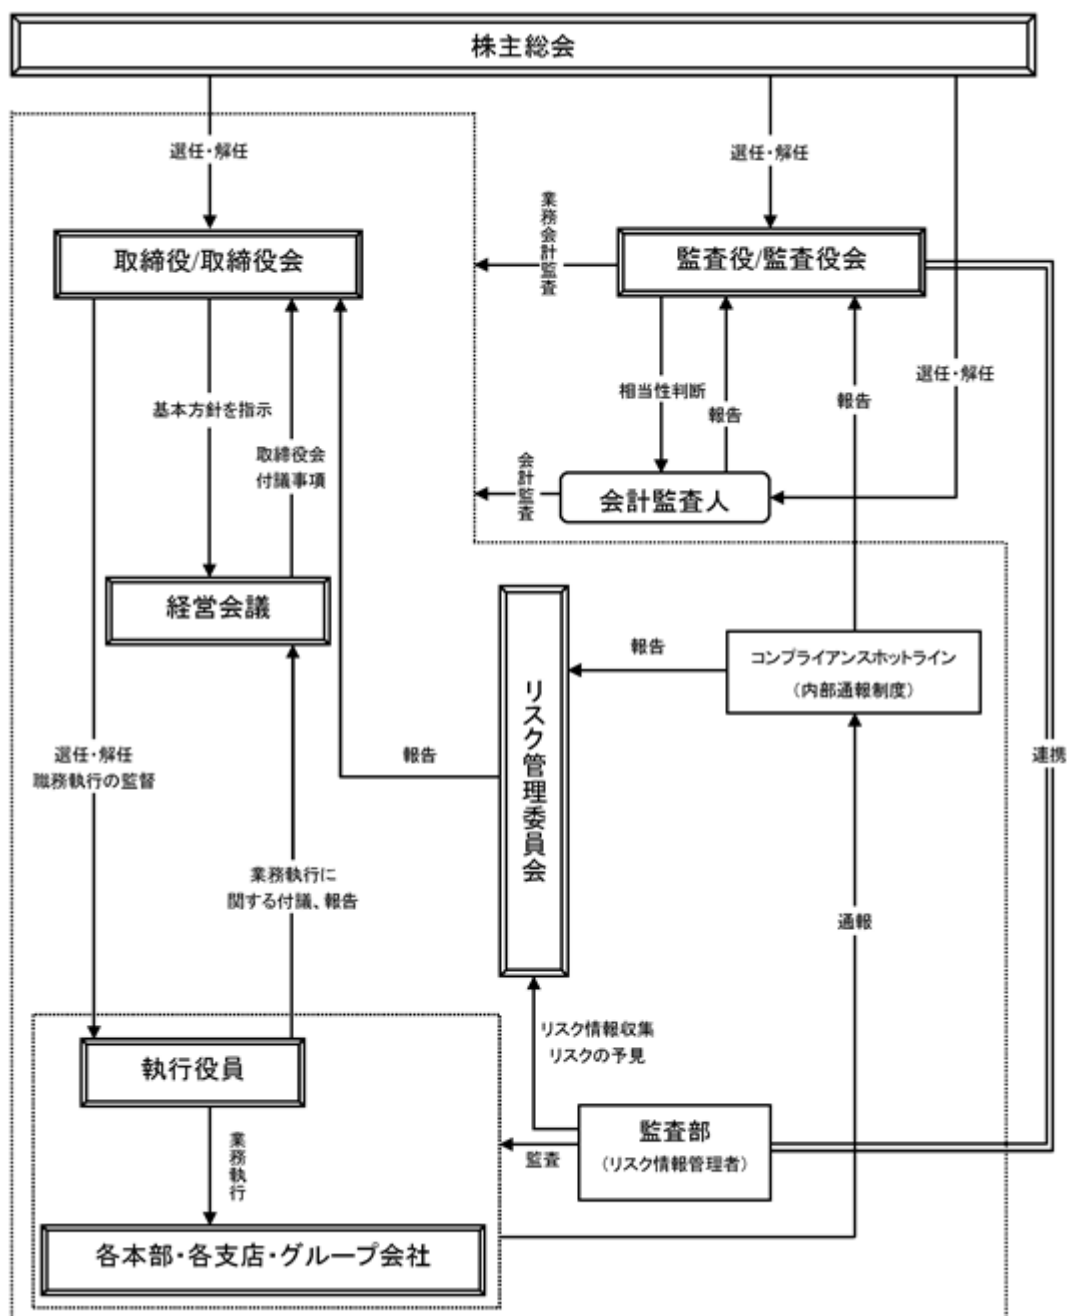 株主総会
選任・解任
選任・解任
業務会計監査
取締役/取締役会
監査役/監査役会
選任・解任
相当性判断
報告
報告
基本方針を指示
取締役会
付議事項
会計監査
会計監査人
経営会議
リスク管理委員会
報告
コンプライアンスホットライン
（内部通報制度）
選任・解任
職務執行の監督
報告
連携
業務執行に
関する付議、報告
通報
リスク情報収集
リスクの予見
執行役員
監査部
（リスク情報管理者）
監査
業務執行
各本部・各支店・グループ会社